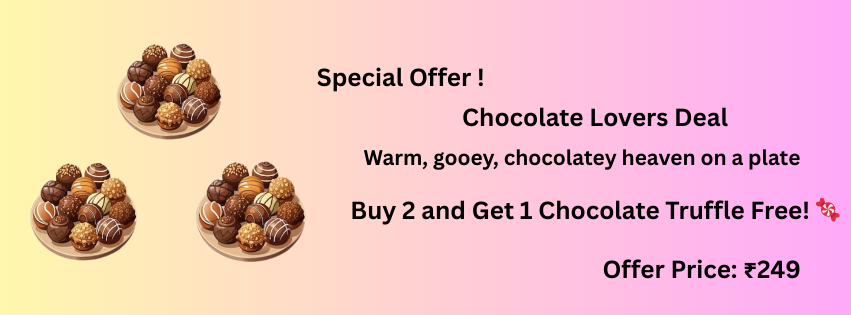 Special Offer !
Chocolate Lovers Deal
Warm, gooey, chocolatey heaven on a plate
Buy 2 and Get 1 Chocolate Truffle Free! 🍬
Offer Price: ₹249